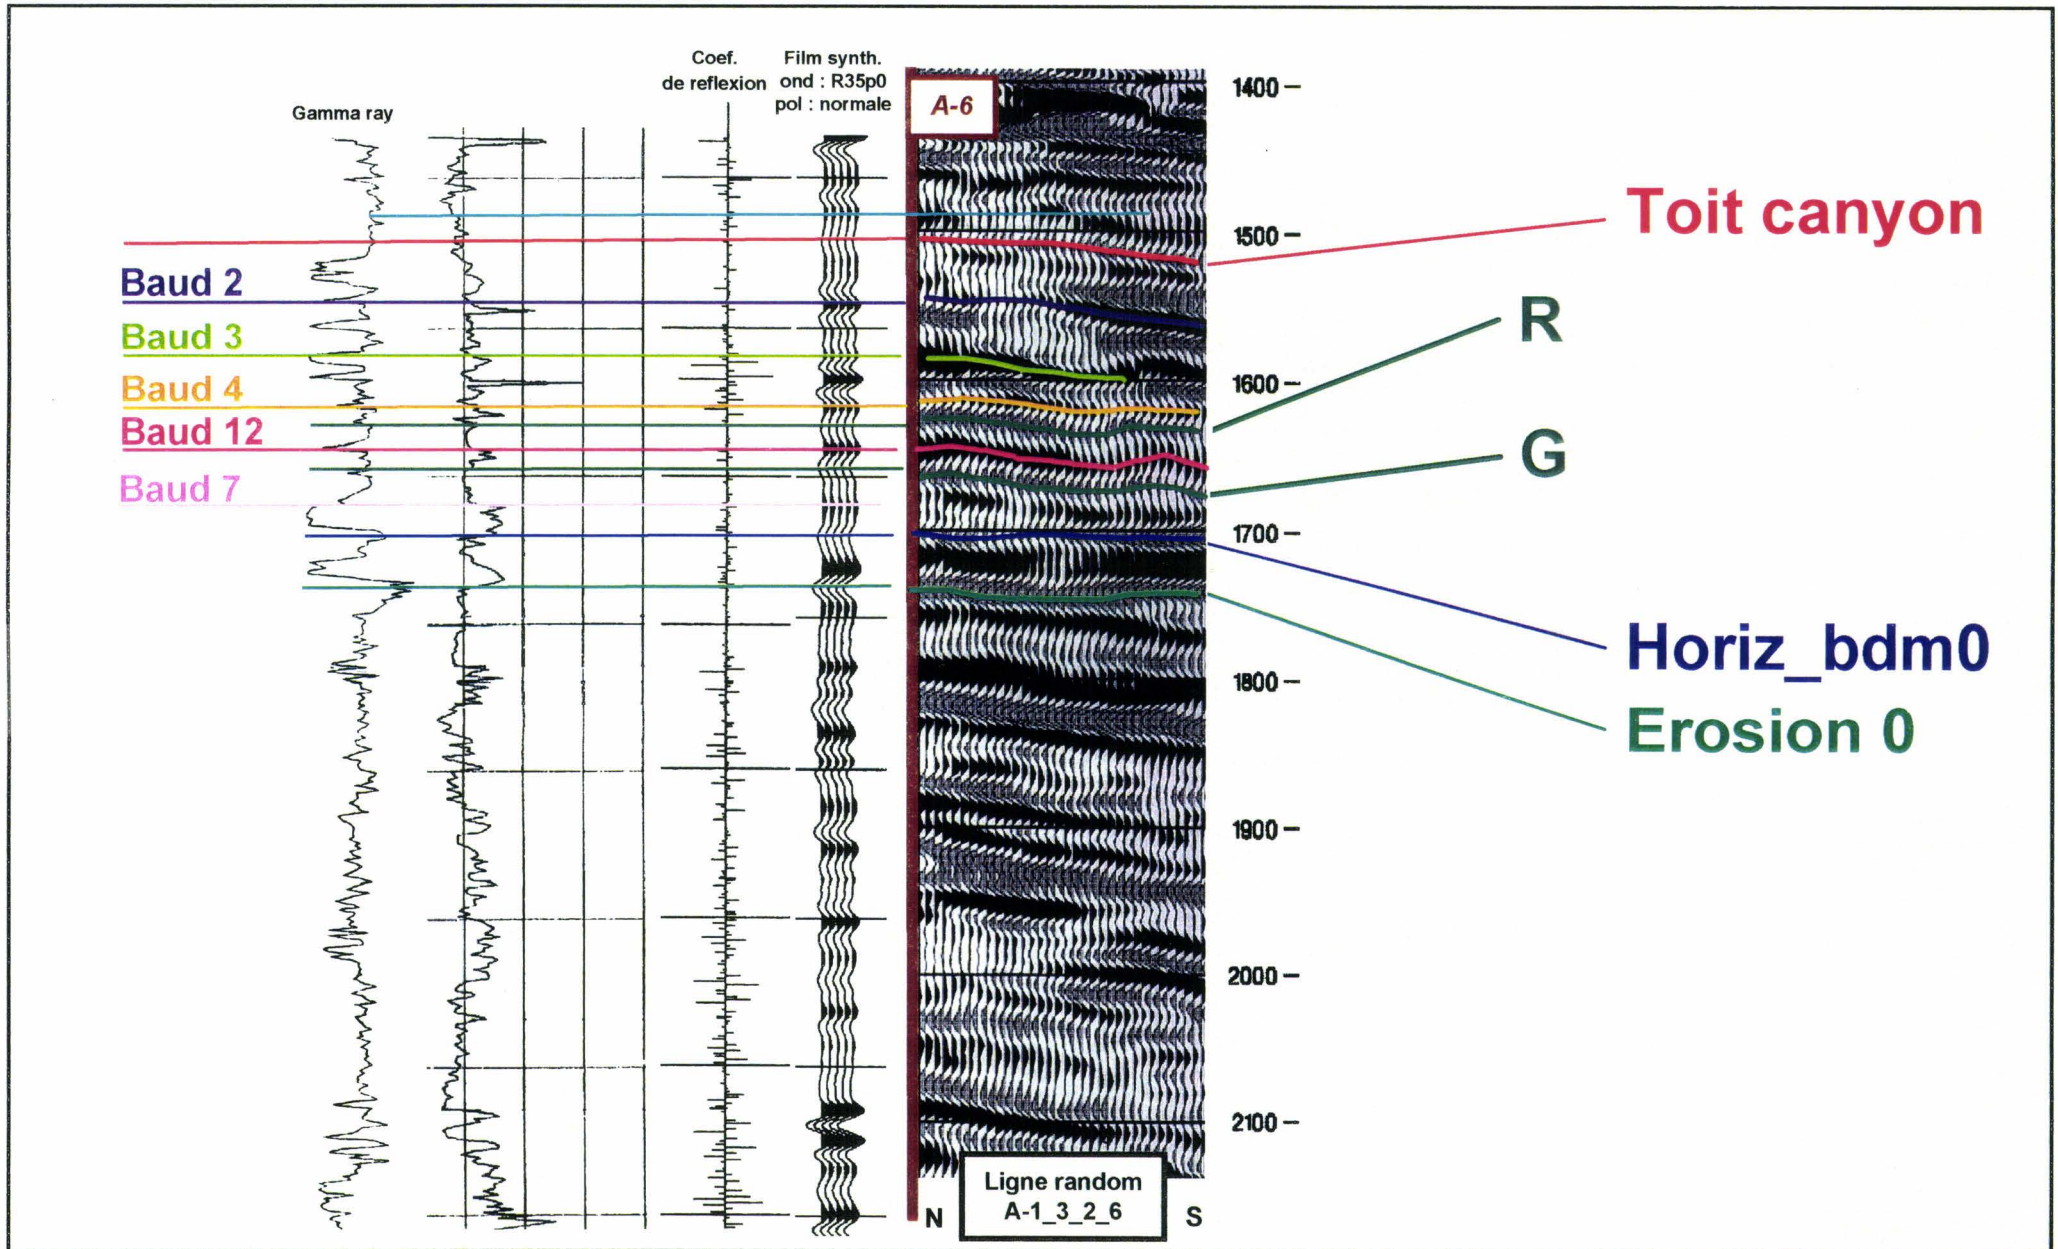 Coef.
de reflexion
Film synth.
ond : R35p0
pol : normale
Gamma ray
A-6
1400
1500
1600
1700
1800
1900
2000
2100
Toit canyon
Baud 2
R
Baud 3
Baud 4
Baud 12
G
Baud 7
Horiz_bdm0
Erosion 0
Ligne random
A-1_3_2_6
N
S